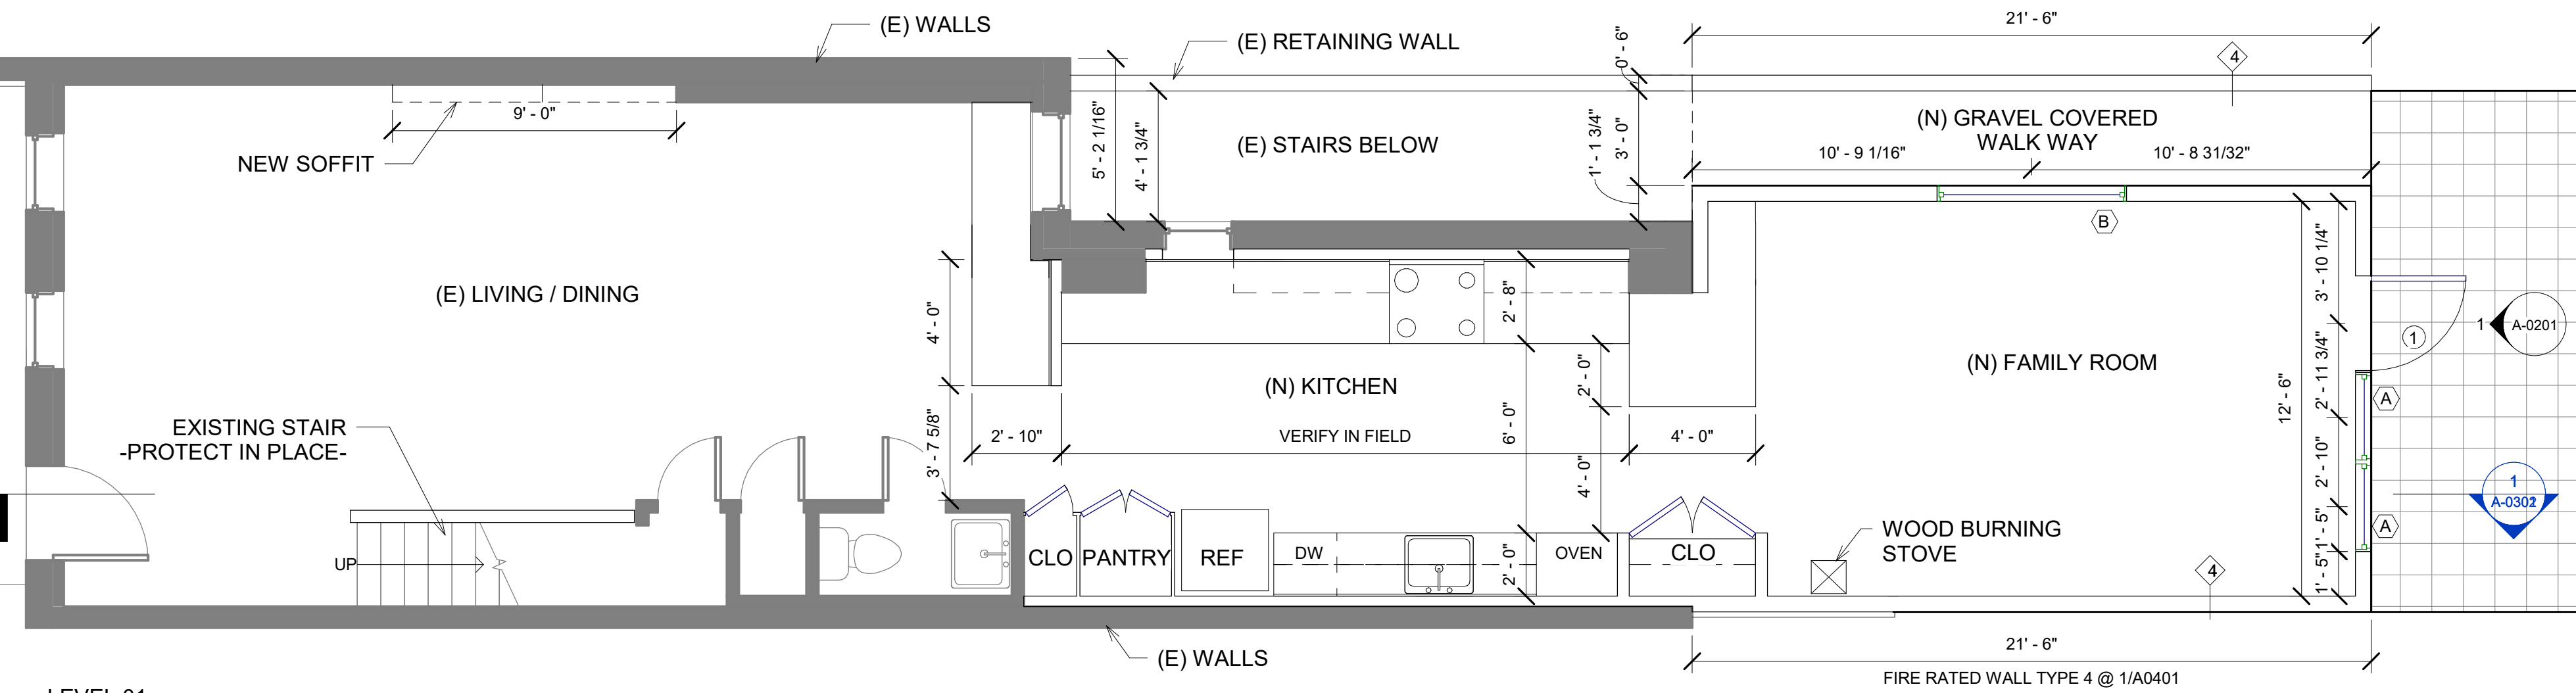 (E) WALLS
(E) RETAINING WALL
0' - 6"
21' - 6"
4
9' - 0"
NEW SOFFIT
5' - 2 1/16"
4' - 1 3/4"
(E) STAIRS BELOW
1' - 1 3/4"
3' - 0"
(N) GRAVEL COVERED
WALK WAY
10' - 9 1/16"
10' - 8 31/32"
B
(E) LIVING / DINING
4' - 0"
2' - 8"
3' - 10 1/4"
1
1
A-0201
(N) KITCHEN
2' - 0"
(N) FAMILY ROOM
12' - 6"
2' - 11 3/4"
A
EXISTING STAIR
-PROTECT IN PLACE-
3' - 7 5/8"
2' - 10"
VERIFY IN FIELD
6' - 0"
4' - 0"
4' - 0"
2' - 10"
1
UP
CLO
PANTRY
REF
DW
2' - 0"
OVEN
CLO
WOOD BURNING
STOVE
1' - 5"
1' - 5"
A
4
(E) WALLS
21' - 6"
FIRE RATED WALL TYPE 4 @ 1/A0401